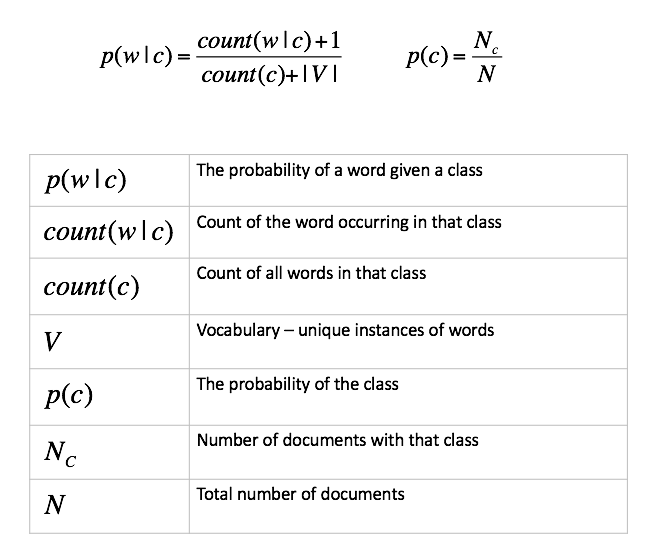 p(w|c) = count(w|c)+1 / count(c)+|V|    p(c) = N_c / N
p(w|c) The probability of a word given a class
count(w|c) Count of the word occurring in that class
count(c) Count of all words in that class
V Vocabulary – unique instances of words
p(c) The probability of the class
N_C Number of documents with that class
N Total number of documents